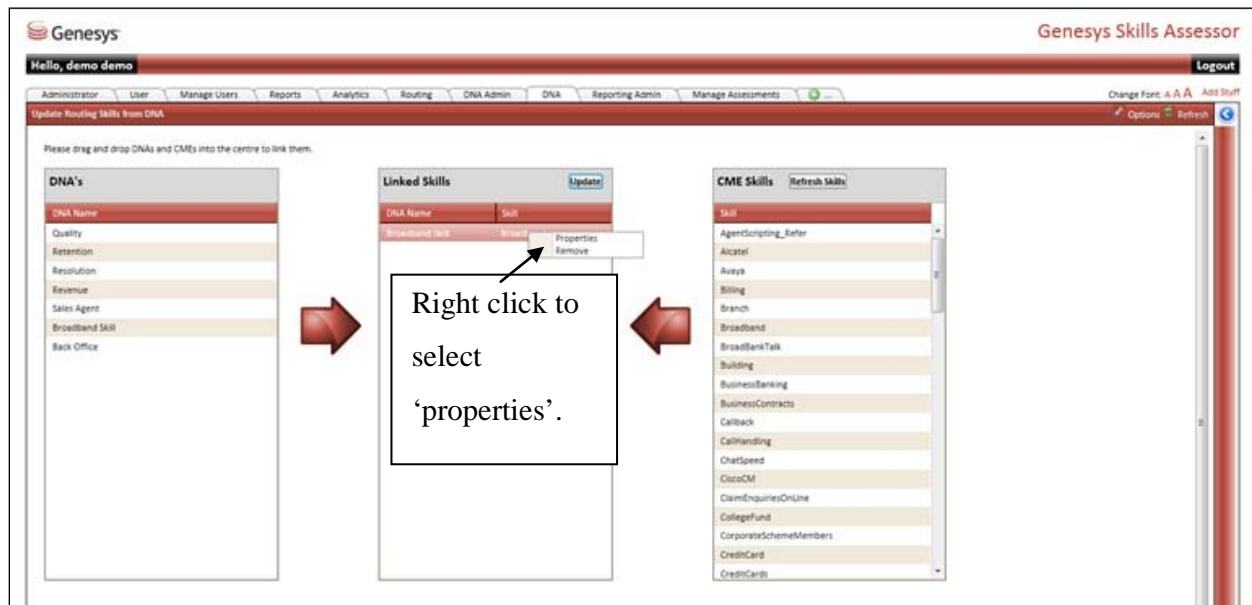 Genesys
Genesys Skills Assessor
Hello, demo demo
Logout
Administrator User Manage Users Reports Analytics Routing DNA Admin DNA Reporting Admin Manage Assessments ...
Change Font: A A A Add Stuff
Update Routing Skills from DNA
Options Refresh
Please drag and drop DNAs and CMEs into the centre to link them.
DNA's
DNA Name
Quality
Retention
Resolution
Revenue
Sales Agent
Broadband Skill
Back Office
Linked Skills Update
DNA Name Skill
Broadband Skill Broad
Properties
Remove
Right click to
select
‘properties’.
CME Skills Refresh Skills
Skill
AgentScripting_Refer
Alcatel
Avaya
Billing
Branch
Broadband
BroadBankTalk
Building
BusinessBanking
BusinessContracts
Callback
CallHandling
ChatSpeed
CiscoCM
ClaimEnquiriesOnLine
CollegeFund
CorporateSchemeMembers
CreditCard
CreditCards